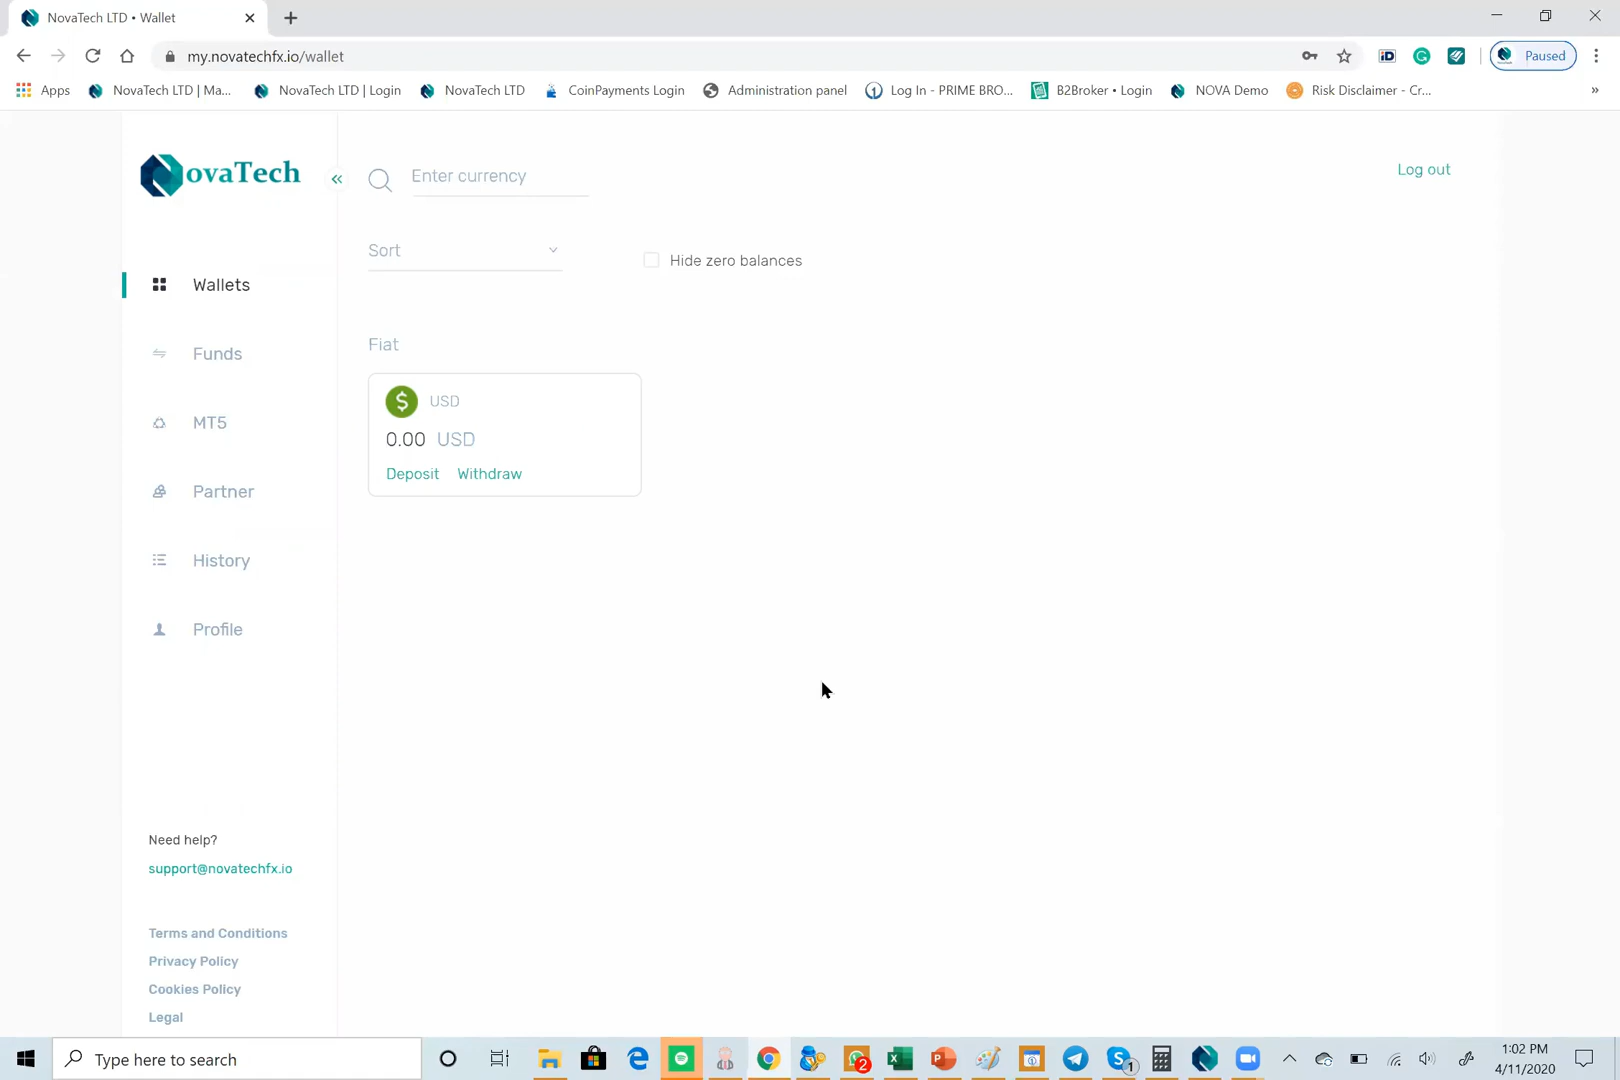 NovaTech LTD • Wallet
my.novatechfx.io/wallet
Paused
Apps
NovaTech LTD | Ma...
NovaTech LTD | Login
NovaTech LTD
CoinPayments Login
Administration panel
Log In - PRIME BRO...
B2Broker • Login
NOVA Demo
Risk Disclaimer - Cr...
»
ovaTech
«
Enter currency
Log out
Sort
Hide zero balances
Wallets
Funds
MT5
Partner
History
Profile
Fiat
$ USD
0.00 USD
Deposit Withdraw
Need help?
support@novatechfx.io
Terms and Conditions
Privacy Policy
Cookies Policy
Legal
Type here to search
2
1
1:02 PM
4/11/2020